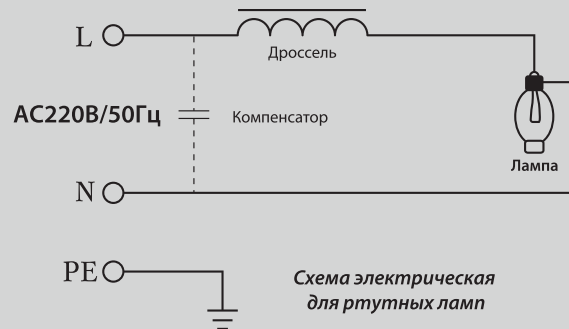 L
Дроссель
АС220В/50Гц
Компенсатор
Лампа
N
PE
Схема электрическая
для ртутных ламп